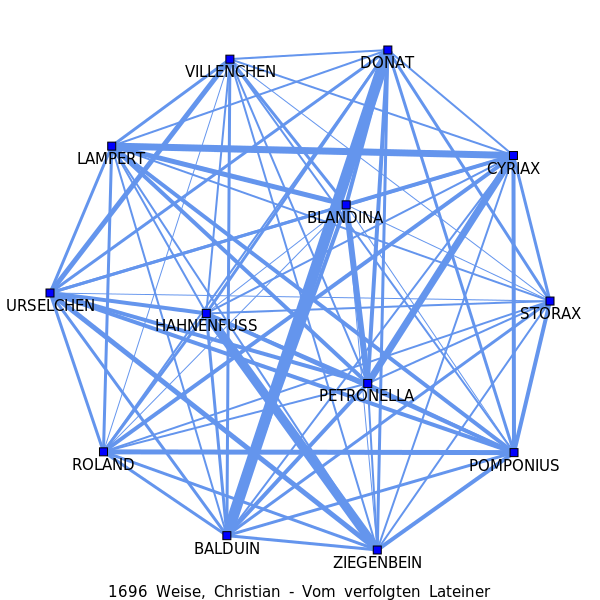 DONAT
VILLENCHEN
LAMPERT
CYRIAX
BLANDINA
URSELCHEN
STORAX
HAHNENFUSS
PETRONELLA
ROLAND
POMPONIUS
BALDUIN
ZIEGENBEIN
1696 Weise, Christian - Vom verfolgten Lateiner